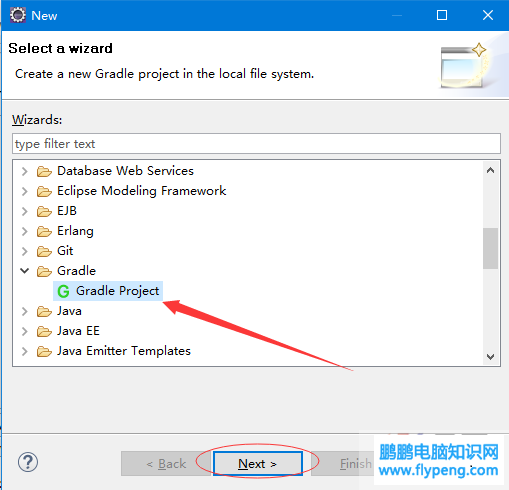 New
Select a wizard
Create a new Gradle project in the local file system.
Wizards:
type filter text
Database Web Services
Eclipse Modeling Framework
EJB
Erlang
Git
Gradle
G Gradle Project
Java
Java EE
Java Emitter Templates
? < Back Next > Finish
鹏鹏电脑知识网
www.flypeng.com